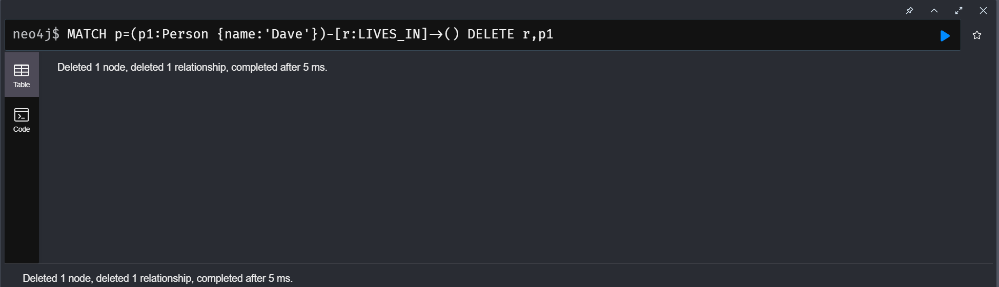 neo4j$ MATCH p=(p1:Person {name:'Dave'})-[r:LIVES_IN]->() DELETE r,p1
Deleted 1 node, deleted 1 relationship, completed after 5 ms.
Table
Code
Deleted 1 node, deleted 1 relationship, completed after 5 ms.